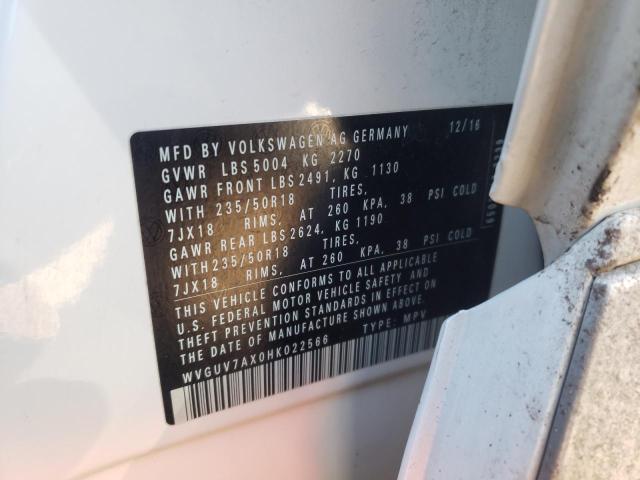 MFD BY VOLKSWAGEN AG GERMANY 12/16
GVWR LBS 5004 KG 2270
GAWR FRONT LBS 2491, KG 1130
WITH 235/50R18 TIRES,
7JX18 RIMS, AT 260 KPA, 38 PSI COLD
GAWR REAR LBS 2624, KG 1190
WITH 235/50R18 TIRES,
7JX18 RIMS, AT 260 KPA, 38 PSI COLD
THIS VEHICLE CONFORMS TO ALL APPLICABLE
U.S. FEDERAL MOTOR VEHICLE SAFETY AND
THEFT PREVENTION STANDARDS IN EFFECT ON
THE DATE OF MANUFACTURE SHOWN ABOVE.
WVGUV7AX0HK022566 TYPE: MPV